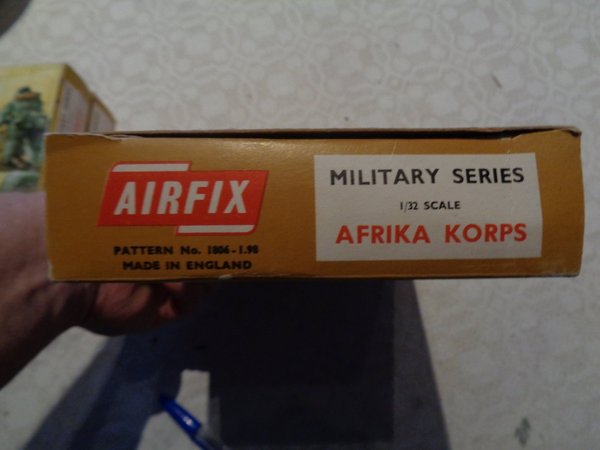 AIRFIX
PATTERN No. 1806-1.98
MADE IN ENGLAND
MILITARY SERIES
1/32 SCALE
AFRIKA KORPS